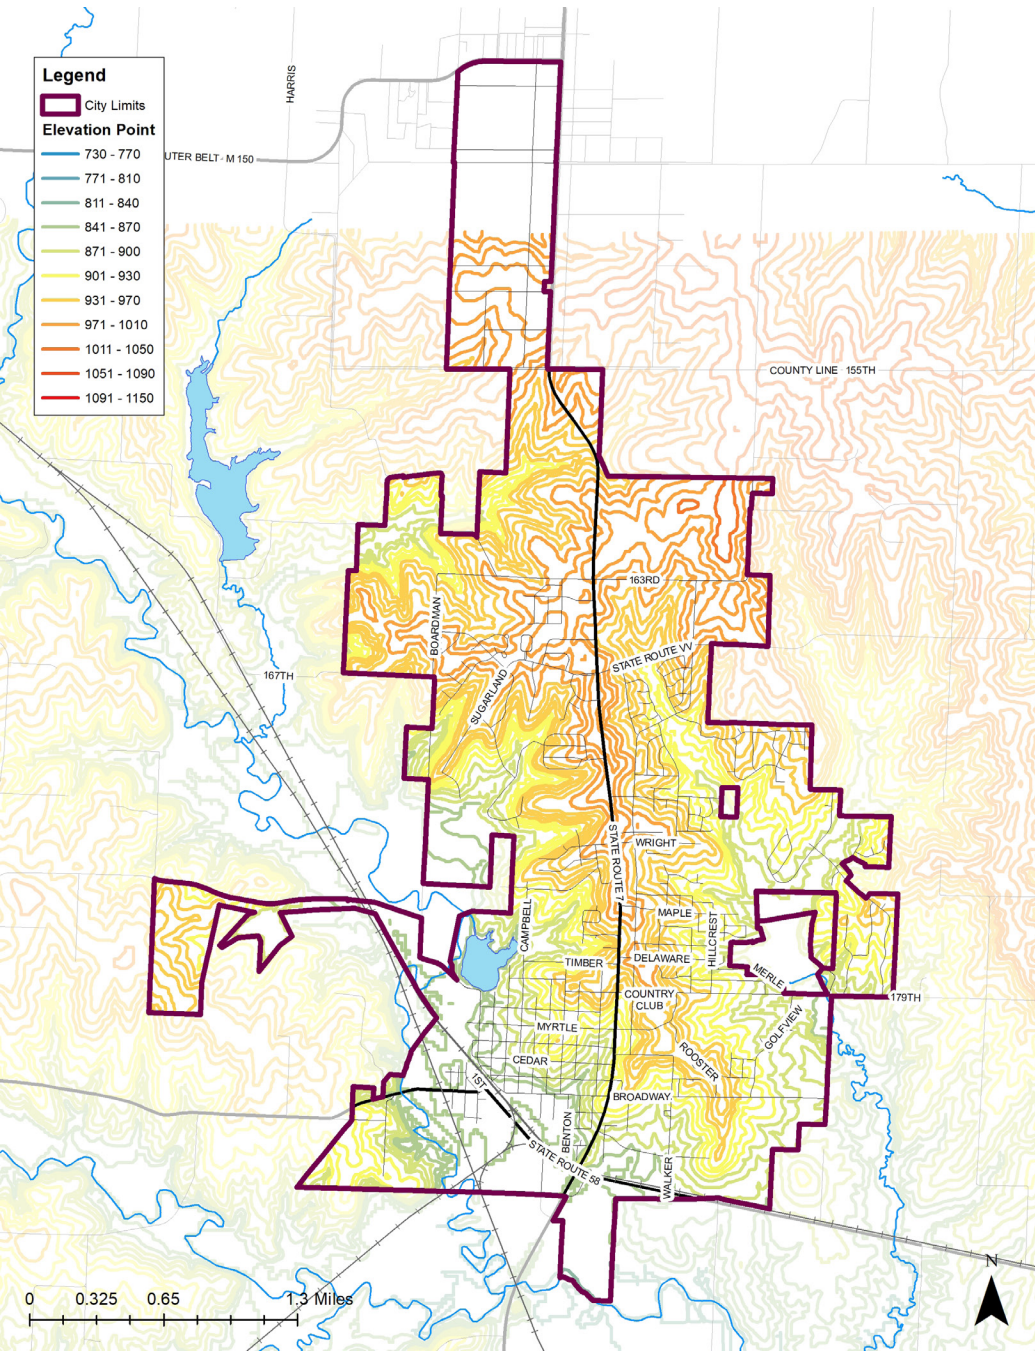 Legend
City Limits
Elevation Point
730 - 770
771 - 810
811 - 840
841 - 870
871 - 900
901 - 930
931 - 970
971 - 1010
1011 - 1050
1051 - 1090
1091 - 1150
HARRIS
UTER BELT - M 150
COUNTY LINE 155TH
163RD
BOARDMAN
STATE ROUTE VV
167TH
SUGARLAND
STATE ROUTE 7
WRIGHT
MAPLE
CAMPBELL
HILLCREST
TIMBER
DELAWARE
MERLE
COUNTRY
CLUB
179TH
GOLFVIEW
MYRTLE
CEDAR
ROOSTER
1ST
BROADWAY
BENTON
STATE ROUTE 58
WALKER
N
0 0.325 0.65 1.3 Miles